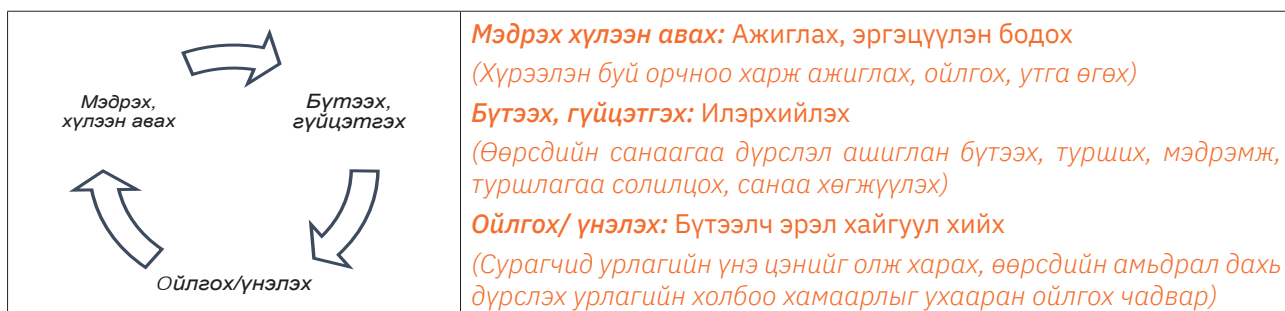 Мэдрэх,
хүлээн авах
Бүтээх,
гүйцэтгэх
Ойлгох/үнэлэх
Мэдрэх хүлээн авах: Ажиглах, эргэцүүлэн бодох
(Хүрээлэн буй орчноо харж ажиглах, ойлгох, утга өгөх)
Бүтээх, гүйцэтгэх: Илэрхийлэх
(Өөрсдийн санаагаа дүрслэл ашиглан бүтээх, турших, мэдрэмж,
туршлагаа солилцох, санаа хөгжүүлэх)
Ойлгох/ үнэлэх: Бүтээлч эрэл хайгуул хийх
(Сурагчид урлагийн үнэ цэнийг олж харах, өөрсдийн амьдрал дахь
дүрслэх урлагийн холбоо хамаарлыг ухааран ойлгох чадвар)